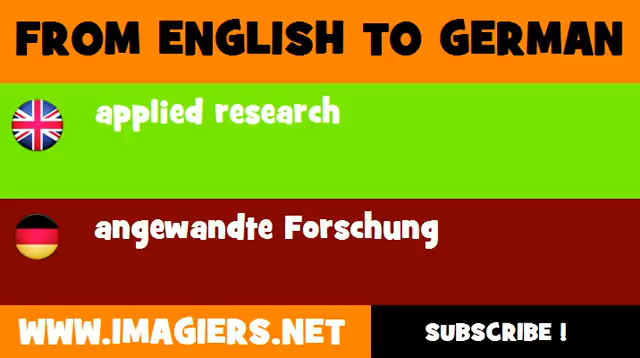 FROM ENGLISH TO GERMAN
applied research
angewandte Forschung
WWW.IMAGIERS.NET
SUBSCRIBE !